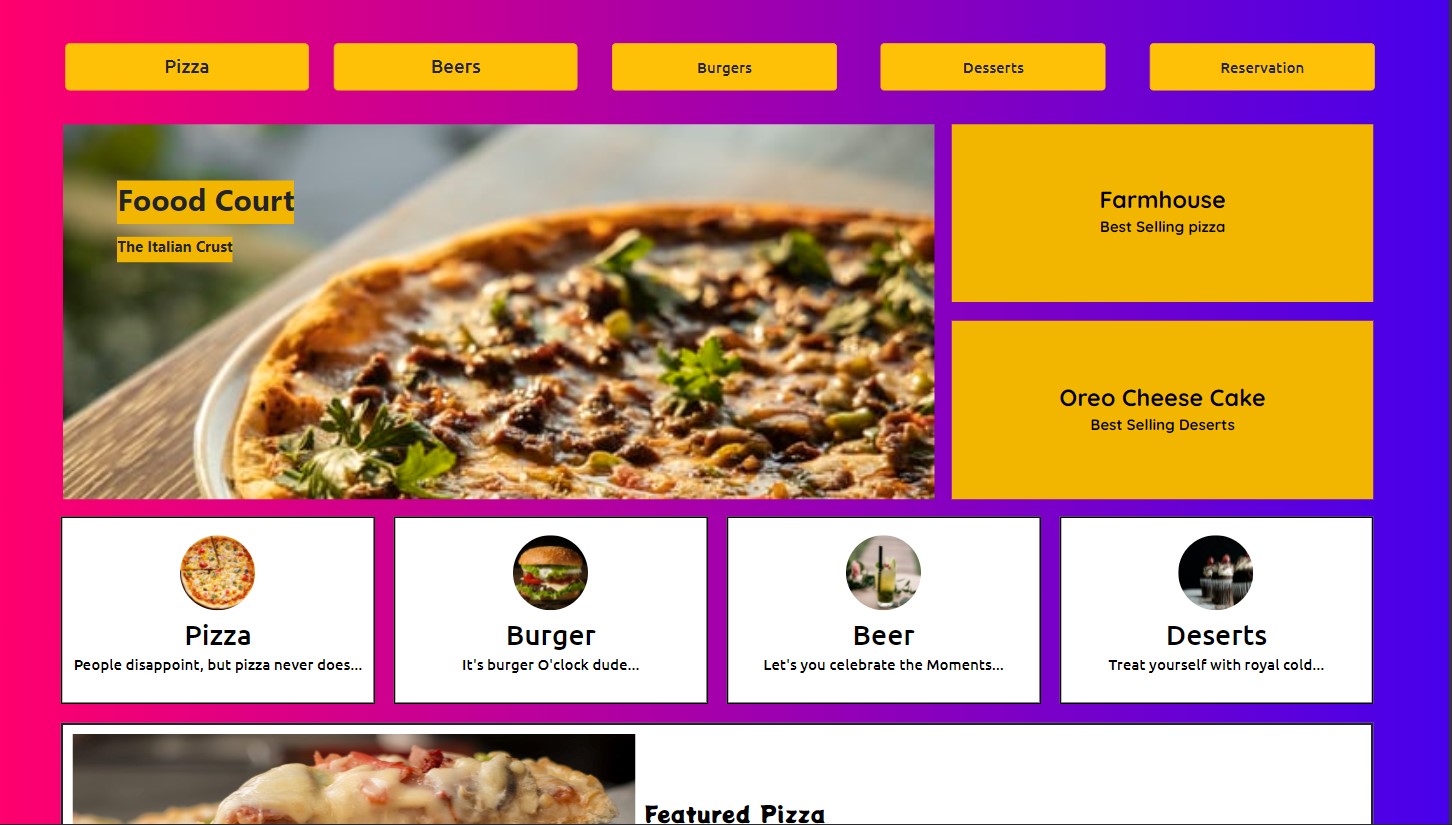 Pizza
Beers
Burgers
Desserts
Reservation
Foood Court
The Italian Crust
Farmhouse
Best Selling pizza
Oreo Cheese Cake
Best Selling Deserts
Pizza
People disappoint, but pizza never does...
Burger
It's burger O'clock dude...
Beer
Let's you celebrate the Moments...
Deserts
Treat yourself with royal cold...
Featured Pizza